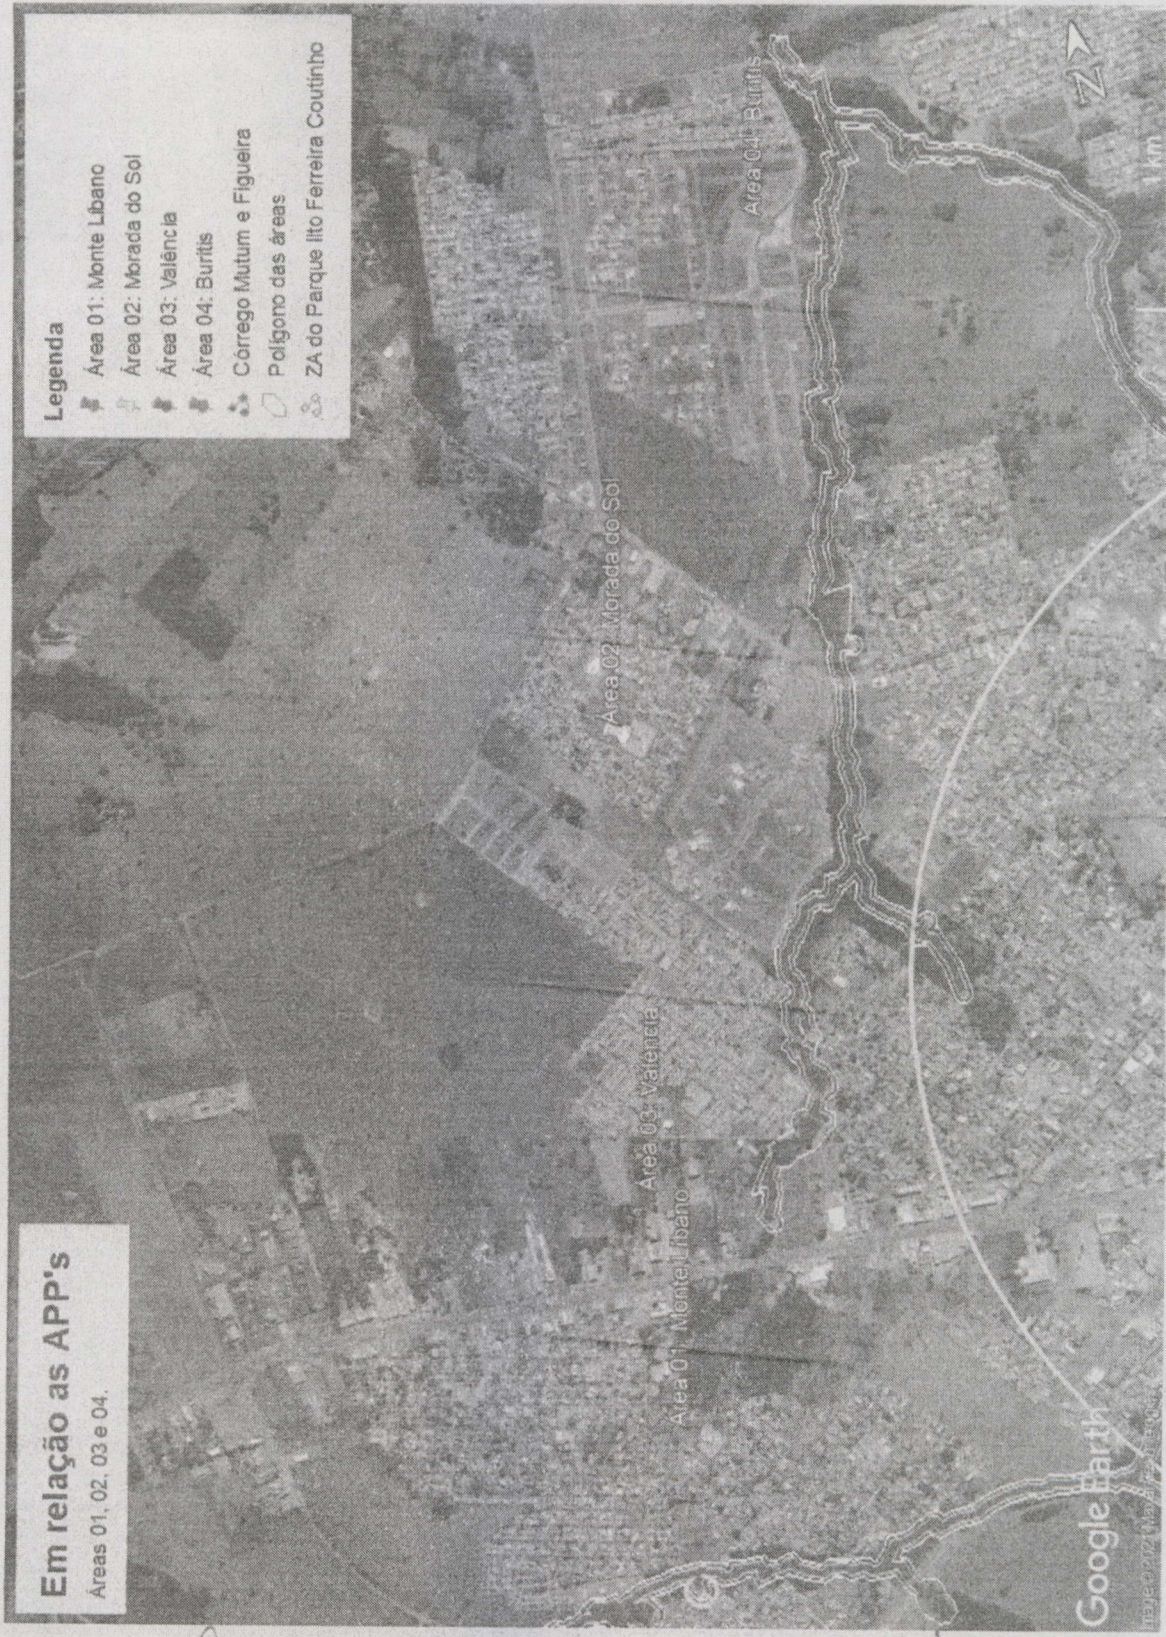 Em relação as APP's
Áreas 01, 02, 03 e 04.
Legenda
Área 01: Monte Líbano
Área 02: Morada do Sol
Área 03: Valência
Área 04: Buritis
Córrego Mutum e Figueira
Polígono das áreas
ZA do Parque Ilto Ferreira Coutinho
Área 01: Monte Líbano
Área 03: Valência
Área 02: Morada do Sol
Área 04: Buritis
Google Earth
1 km
N